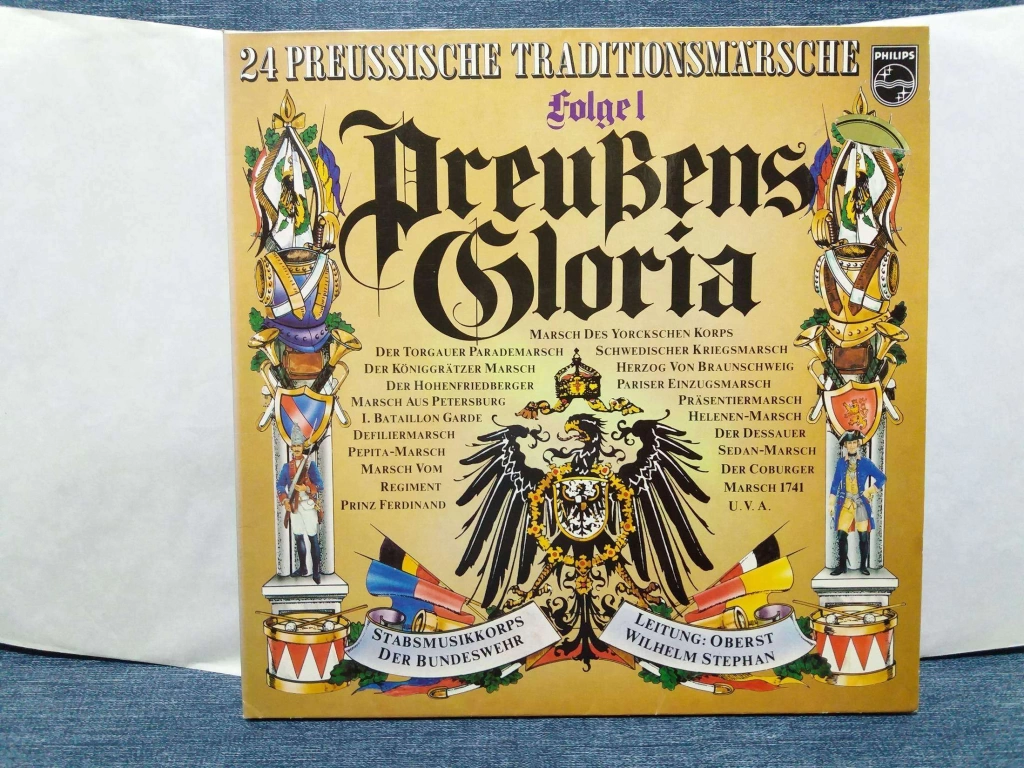 24 PREUSSISCHE TRADITIONSMÄRSCHE
PHILIPS
Folge 1
Preußens
Gloria
MARSCH DES YORCKSCHEN KORPS
DER TORGAUER PARADEMARSCH
DER KÖNIGGRÄTZER MARSCH
DER HOHENFRIEDBERGER
MARSCH AUS PETERSBURG
I. BATAILLON GARDE
DEFILIERMARSCH
PEPITA-MARSCH
MARSCH VOM
REGIMENT
PRINZ FERDINAND
SCHWEDISCHER KRIEGSMARSCH
HERZOG VON BRAUNSCHWEIG
PARISER EINZUGSMARSCH
PRÄSENTIERMARSCH
HELENEN-MARSCH
DER DESSAUER
SEDAN-MARSCH
DER COBURGER
MARSCH 1741
U. V. A.
STABSMUSIKKORPS
DER BUNDESWEHR
LEITUNG: OBERST
WILHELM STEPHAN